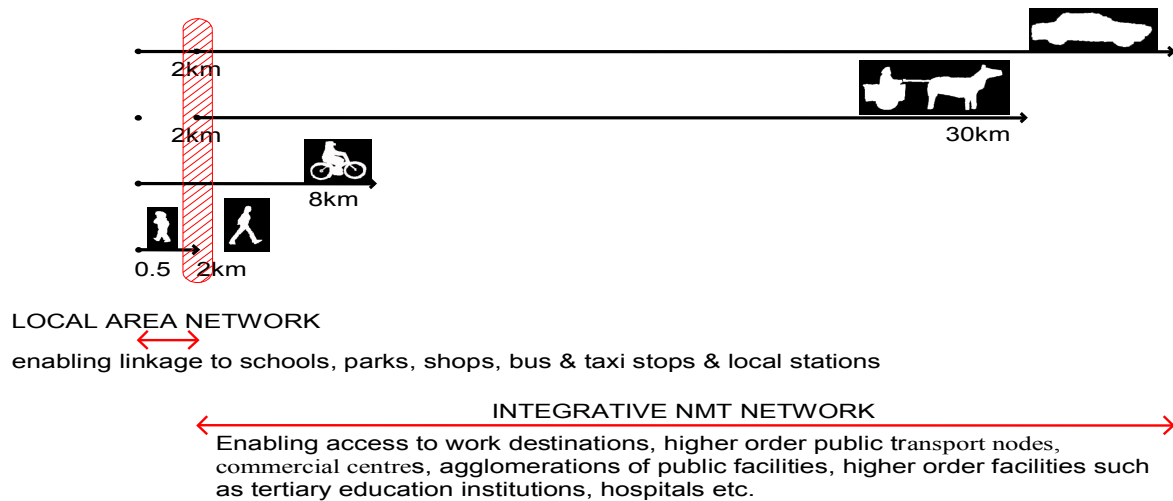 2km
2km
30km
8km
0.5 2km
LOCAL AREA NETWORK
enabling linkage to schools, parks, shops, bus & taxi stops & local stations
INTEGRATIVE NMT NETWORK
Enabling access to work destinations, higher order public transport nodes,
commercial centres, agglomerations of public facilities, higher order facilities such
as tertiary education institutions, hospitals etc.